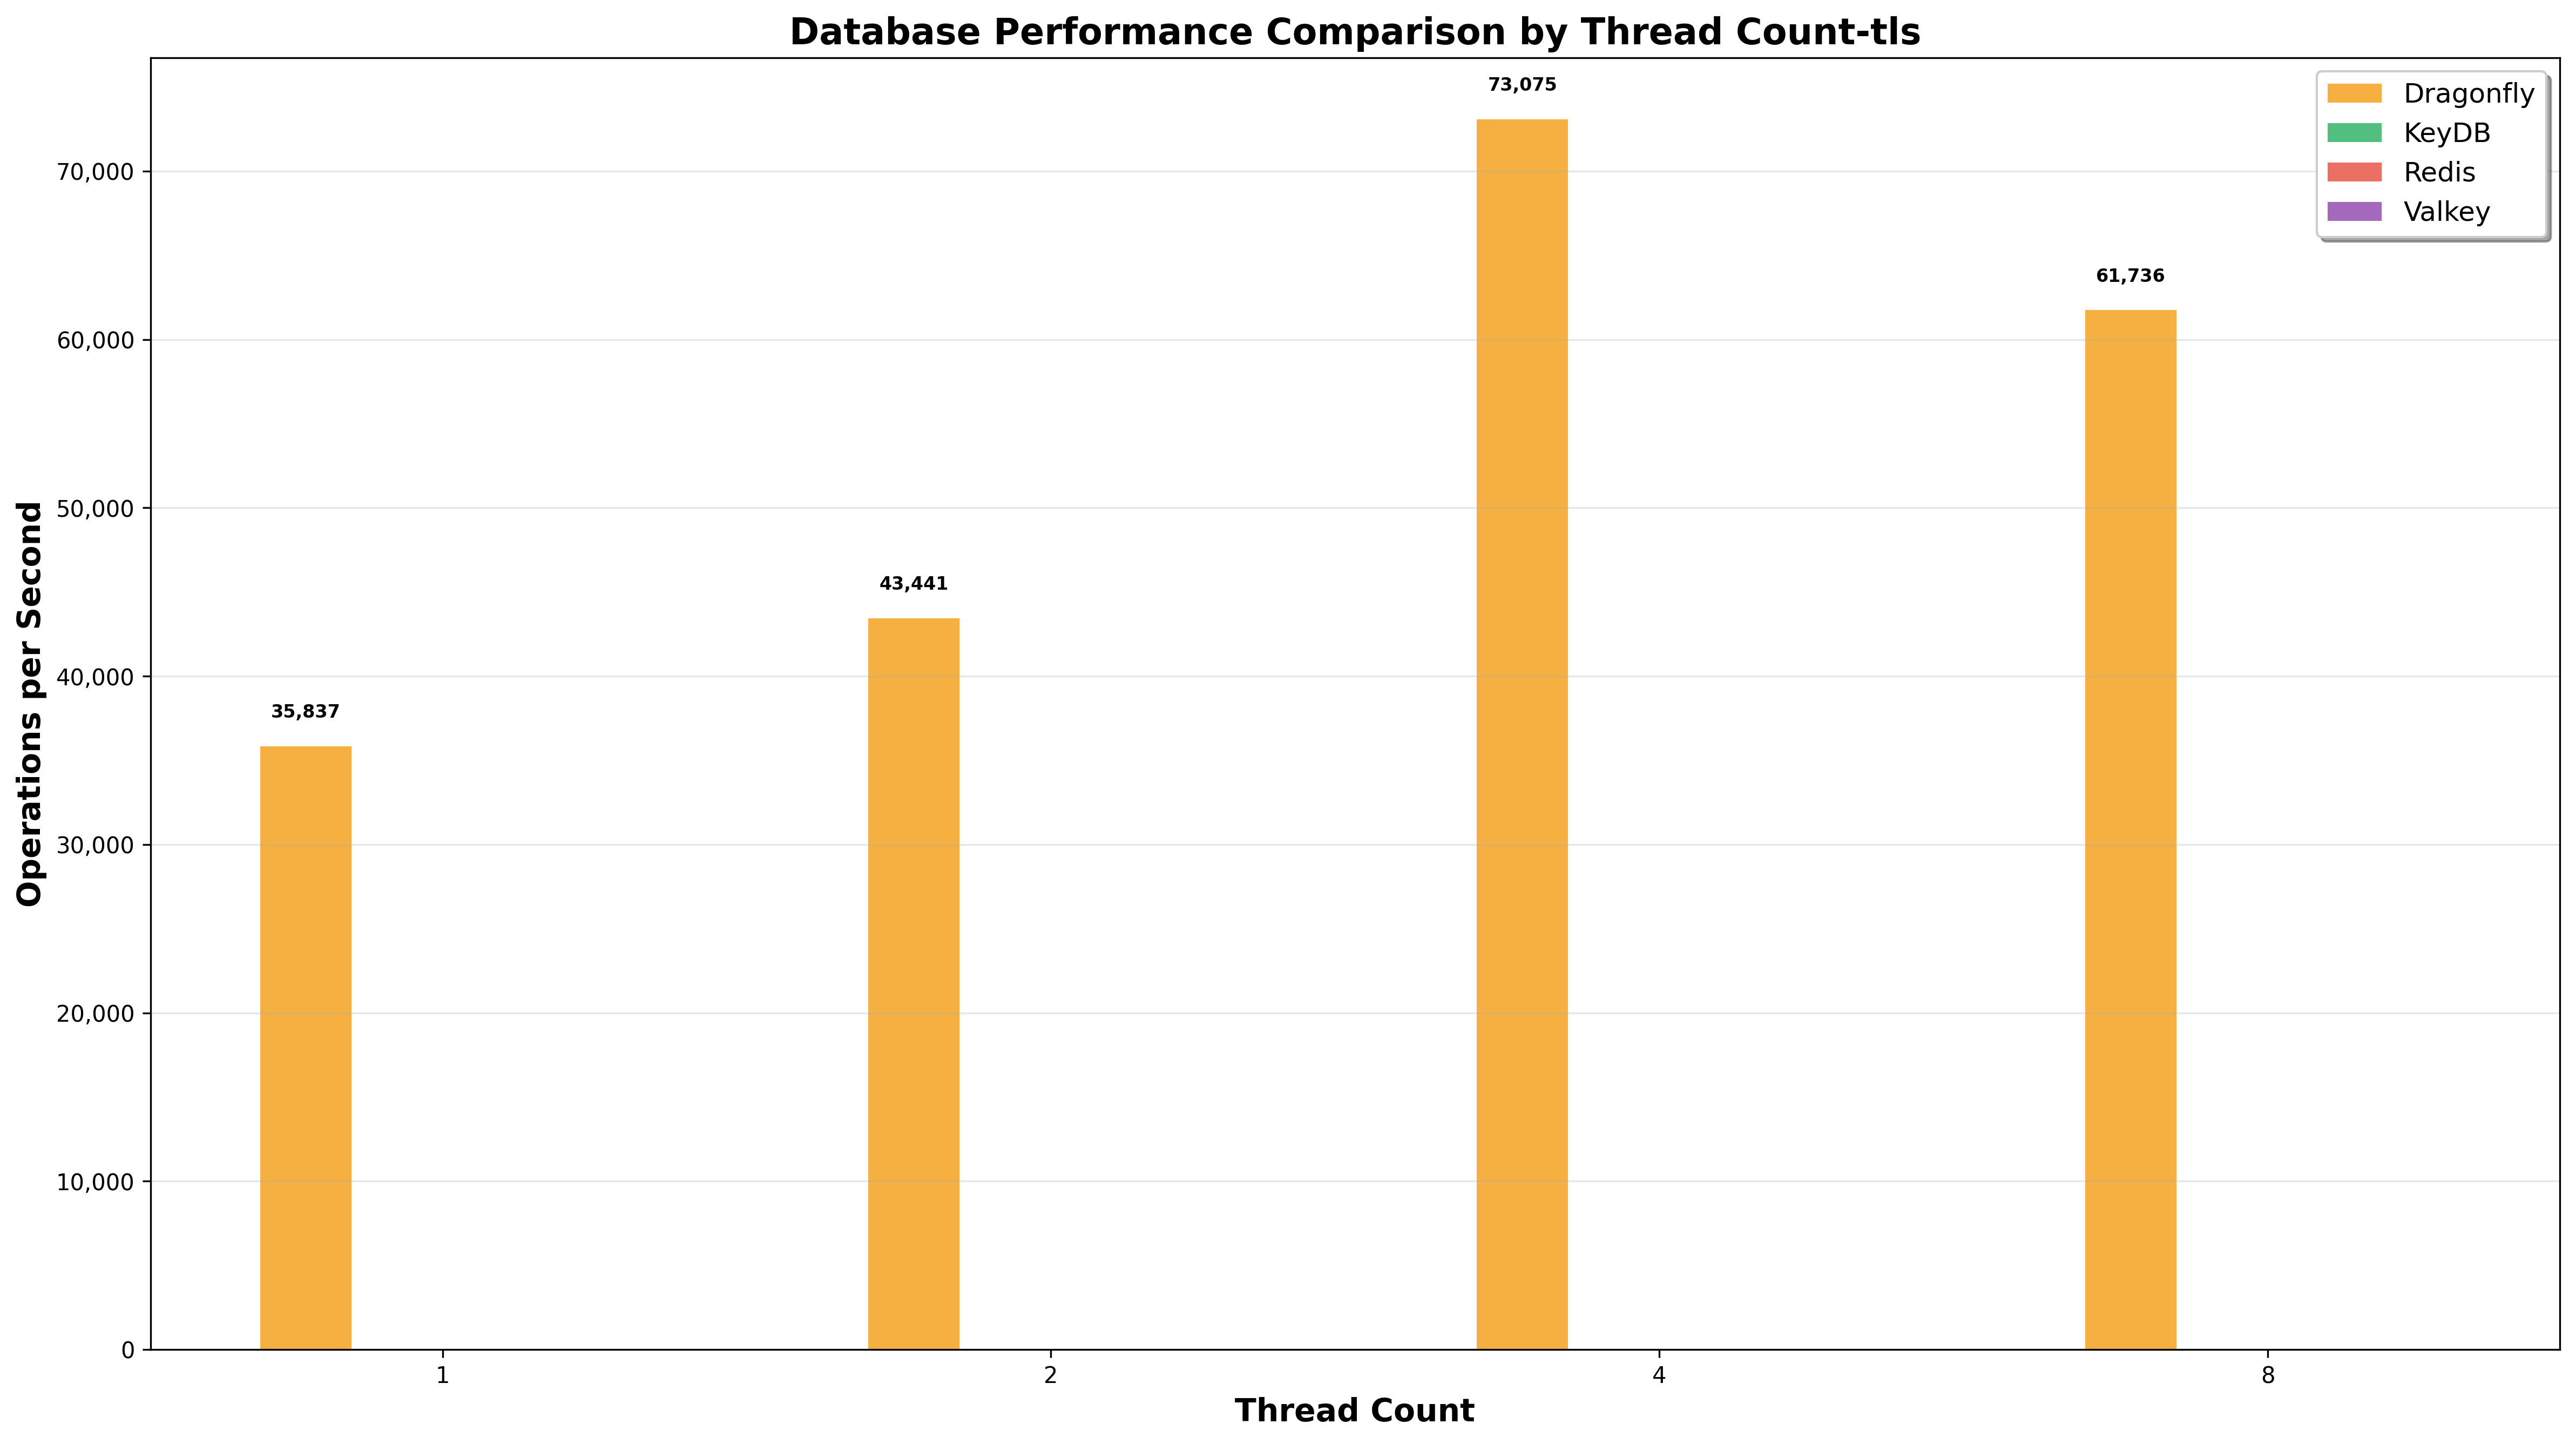 Database Performance Comparison by Thread Count-tls
Dragonfly
KeyDB
Redis
Valkey
Operations per Second
70,000
60,000
50,000
40,000
30,000
20,000
10,000
0
35,837
43,441
73,075
61,736
1
2
4
8
Thread Count